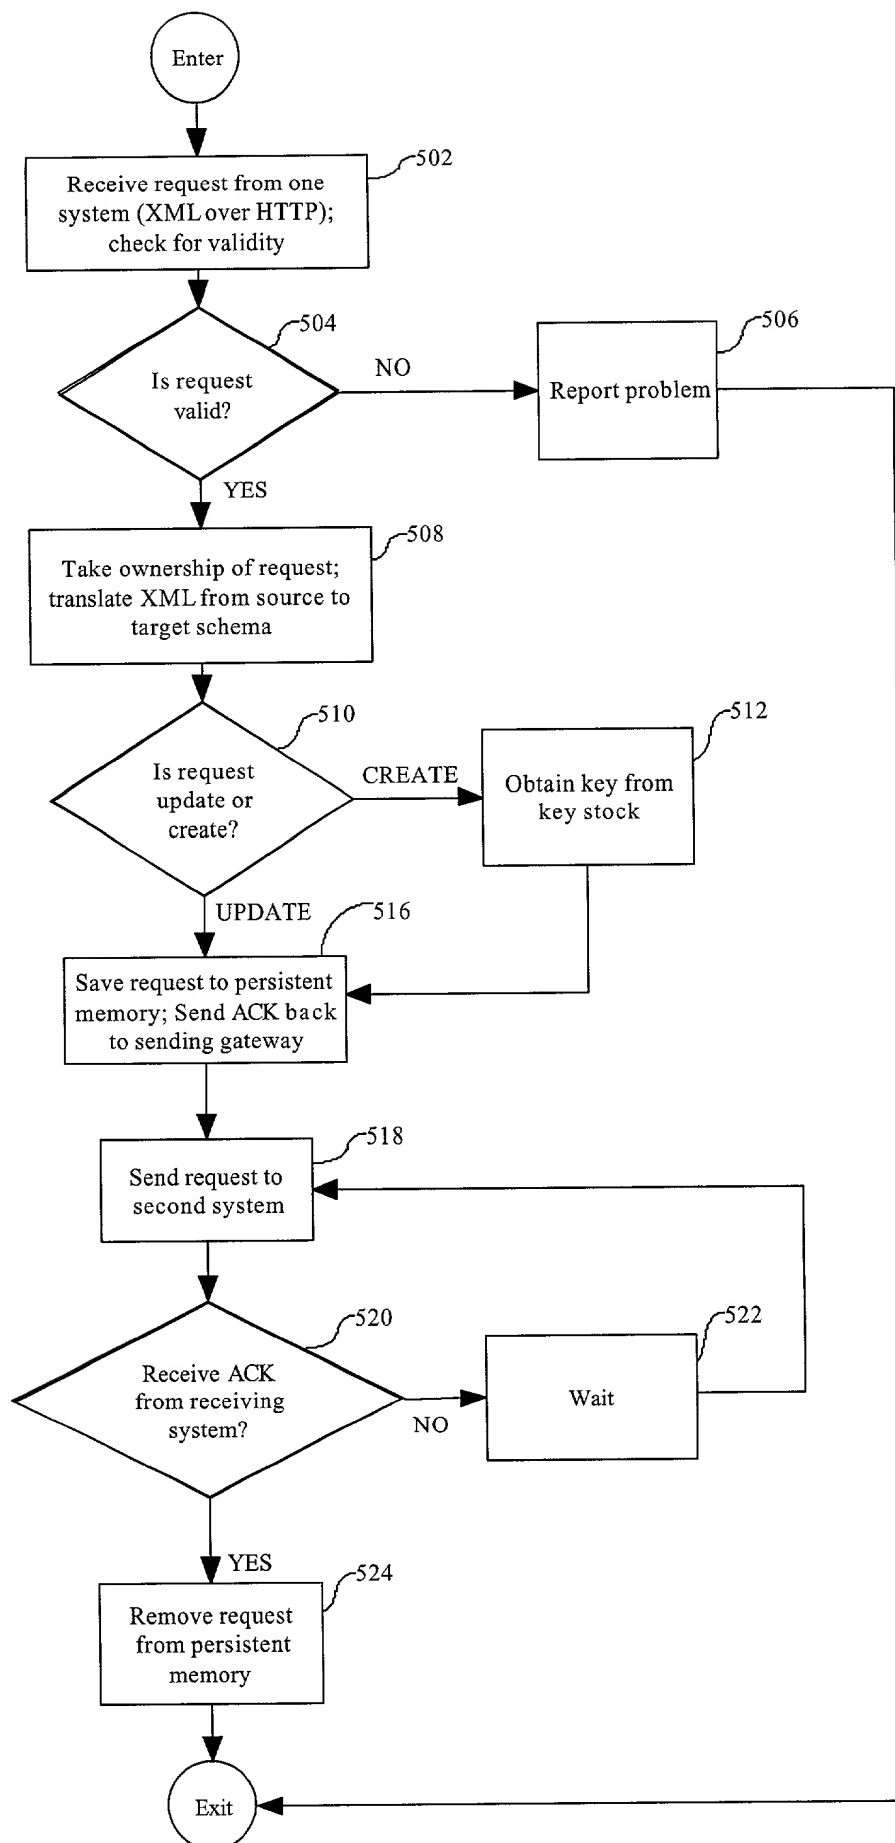 Enter
502
Receive request from one
system (XML over HTTP);
check for validity
504
Is request
valid?
NO
506
Report problem
YES
508
Take ownership of request;
translate XML from source to
target schema
510
Is request
update or
create?
CREATE
512
Obtain key from
key stock
UPDATE
516
Save request to persistent
memory; Send ACK back
to sending gateway
518
Send request to
second system
520
Receive ACK
from receiving
system?
NO
522
Wait
YES
524
Remove request
from persistent
memory
Exit